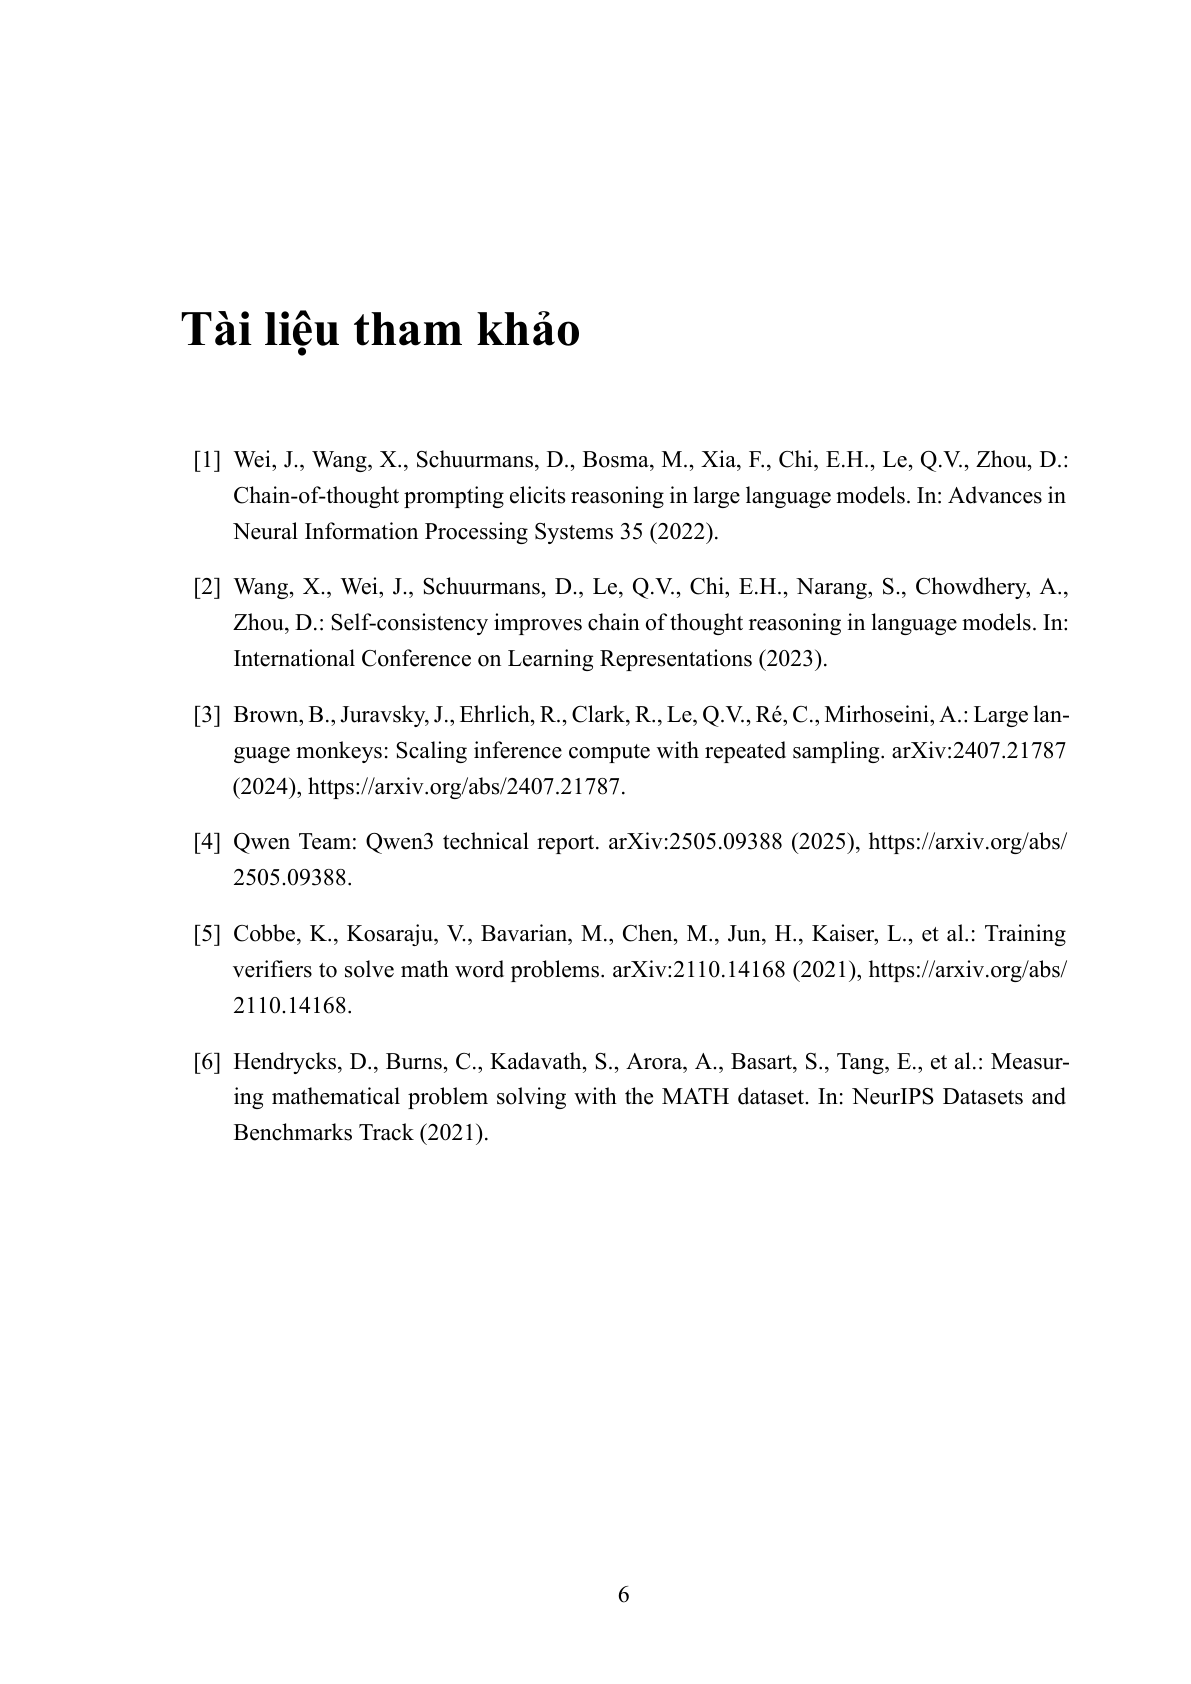 Tài liệu tham khảo
[1] Wei, J., Wang, X., Schuurmans, D., Bosma, M., Xia, F., Chi, E.H., Le, Q.V., Zhou, D.:
Chain-of-thought prompting elicits reasoning in large language models. In: Advances in
Neural Information Processing Systems 35 (2022).
[2] Wang, X., Wei, J., Schuurmans, D., Le, Q.V., Chi, E.H., Narang, S., Chowdhery, A.,
Zhou, D.: Self-consistency improves chain of thought reasoning in language models. In:
International Conference on Learning Representations (2023).
[3] Brown, B., Juravsky, J., Ehrlich, R., Clark, R., Le, Q.V., Ré, C., Mirhoseini, A.: Large lan-
guage monkeys: Scaling inference compute with repeated sampling. arXiv:2407.21787
(2024), https://arxiv.org/abs/2407.21787.
[4] Qwen Team: Qwen3 technical report. arXiv:2505.09388 (2025), https://arxiv.org/abs/
2505.09388.
[5] Cobbe, K., Kosaraju, V., Bavarian, M., Chen, M., Jun, H., Kaiser, L., et al.: Training
verifiers to solve math word problems. arXiv:2110.14168 (2021), https://arxiv.org/abs/
2110.14168.
[6] Hendrycks, D., Burns, C., Kadavath, S., Arora, A., Basart, S., Tang, E., et al.: Measur-
ing mathematical problem solving with the MATH dataset. In: NeurIPS Datasets and
Benchmarks Track (2021).
6